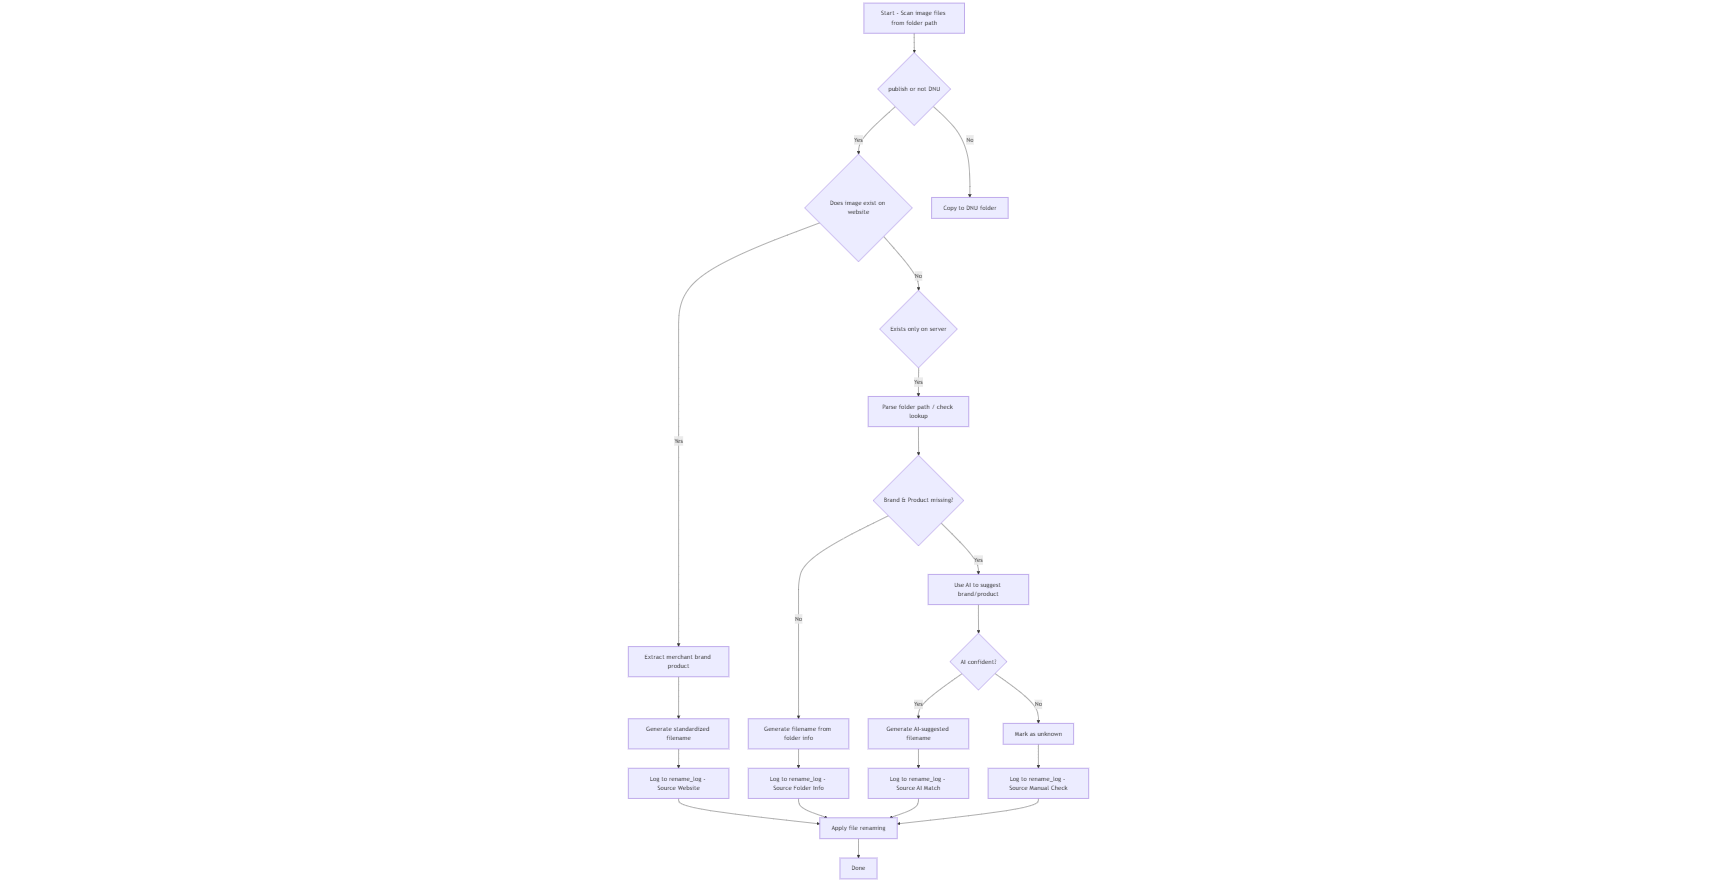 Start - Scan image files
from folder path
publish or not DNU
Yes
No
Does image exist on
website
Copy to DNU folder
No
Exists only on server
Yes
Parse folder path / check
lookup
Yes
Brand & Product missing?
Yes
Use AI to suggest
brand/product
No
Extract merchant brand
product
AI confident?
Yes
No
Generate standardized
filename
Generate filename from
folder info
Generate AI-suggested
filename
Mark as unknown
Log to rename_log -
Source Website
Log to rename_log -
Source Folder Info
Log to rename_log -
Source AI Match
Log to rename_log -
Source Manual Check
Apply file renaming
Done